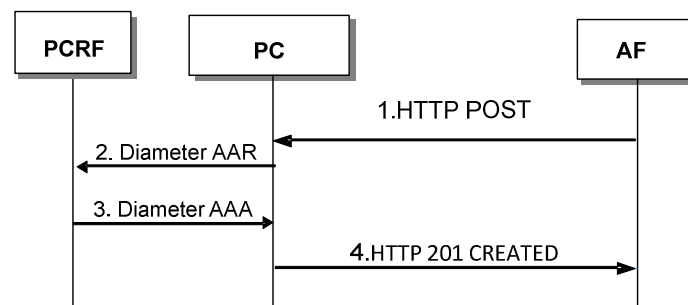 PCRF
PC
AF
1.HTTP POST
2. Diameter AAR
3. Diameter AAA
4.HTTP 201 CREATED